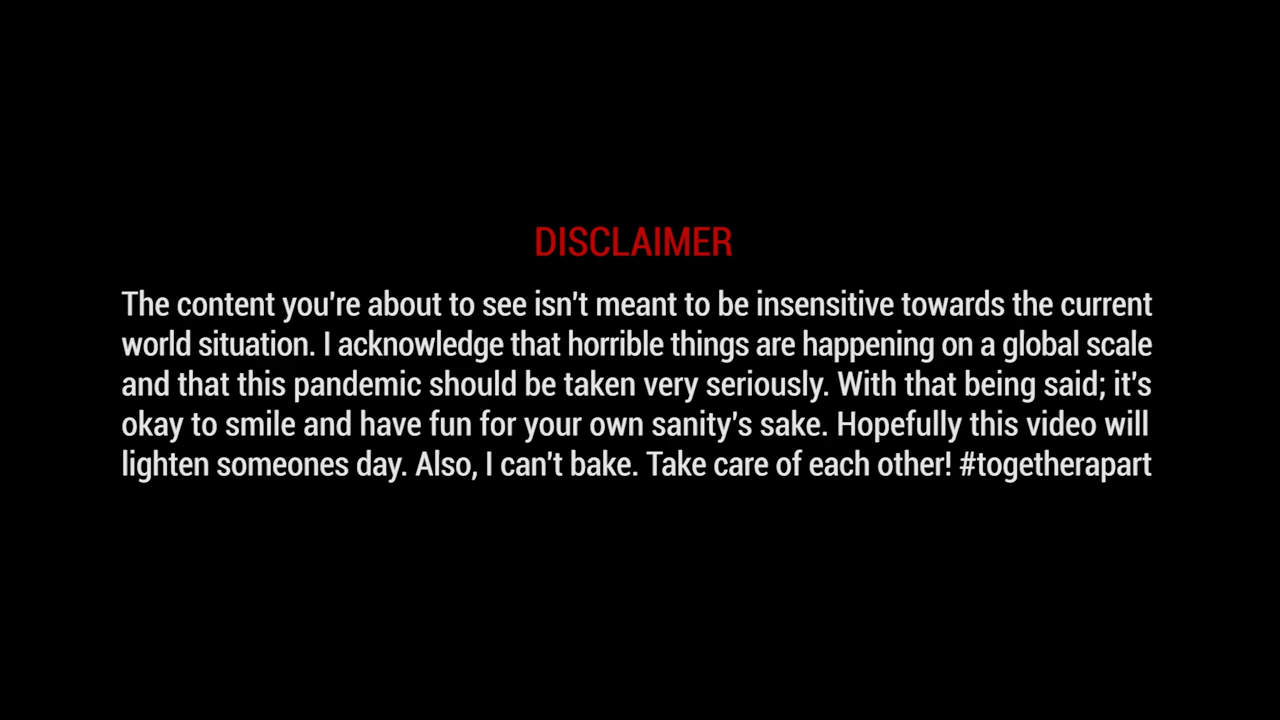 DISCLAIMER
The content you're about to see isn't meant to be insensitive towards the current
world situation. I acknowledge that horrible things are happening on a global scale
and that this pandemic should be taken very seriously. With that being said; it's
okay to smile and have fun for your own sanity's sake. Hopefully this video will
lighten someones day. Also, I can't bake. Take care of each other! #togetherapart